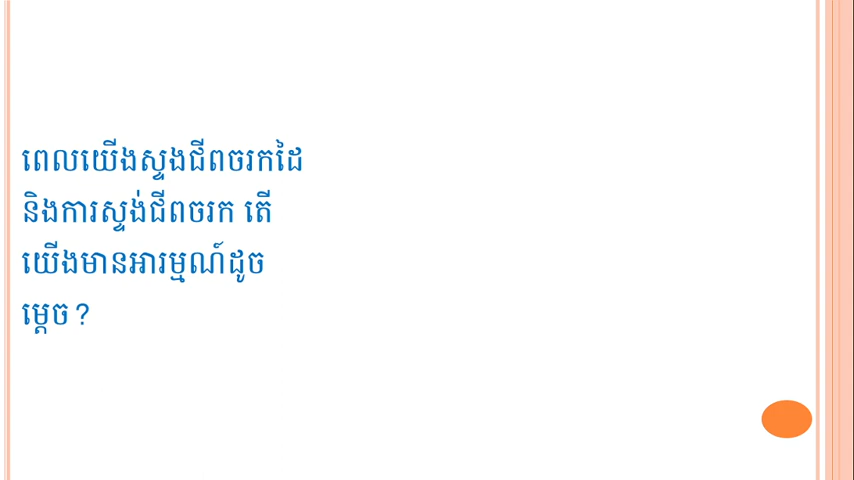 ពេលយើងស្ទងជីពចរកដៃ
និងការស្ទង់ជីពចរក តើ
យើងមានអារម្មណ៍ដូច
ម្ដេច?